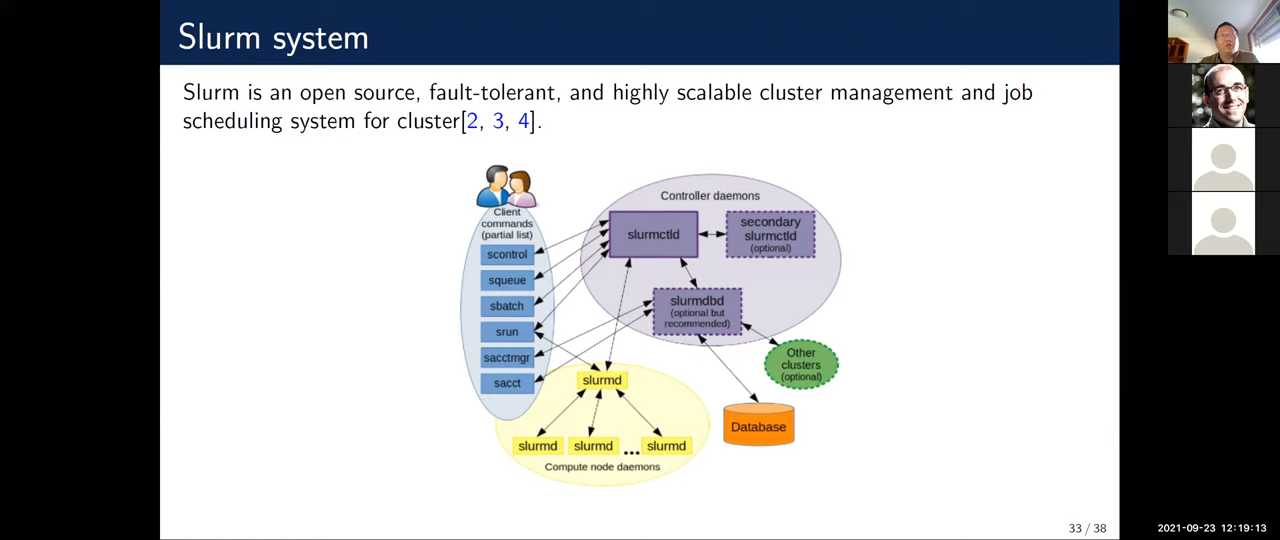 Slurm system
Slurm is an open source, fault-tolerant, and highly scalable cluster management and job
scheduling system for cluster[2, 3, 4].
Client
commands
(partial list)
scontrol
squeue
sbatch
srun
sacctmgr
sacct
Controller daemons
slurmctld
secondary
slurmctld
(optional)
slurmdbd
(optional but
recommended)
Other
clusters
(optional)
Database
slurmd
slurmd
slurmd
...
slurmd
Compute node daemons
33 / 38
2021-09-23 12:19:13